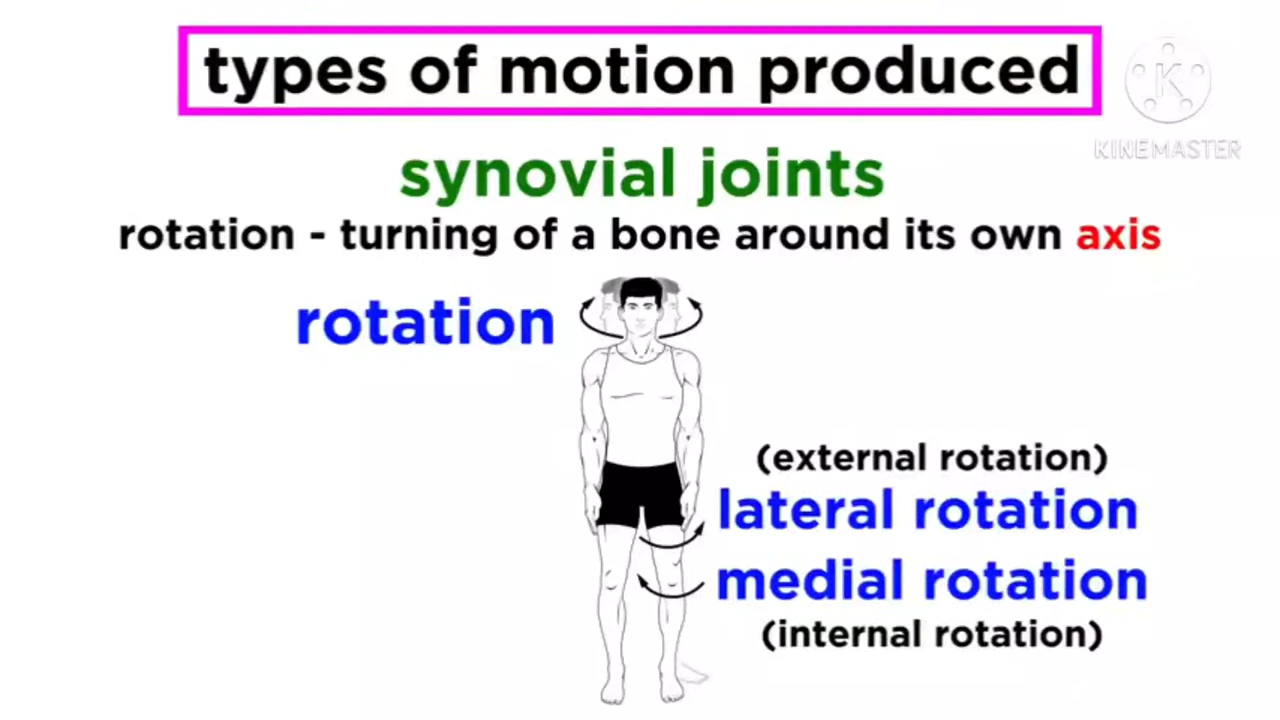 types of motion produced
K
KINEMASTER
synovial joints
rotation - turning of a bone around its own axis
rotation
(external rotation)
lateral rotation
medial rotation
(internal rotation)